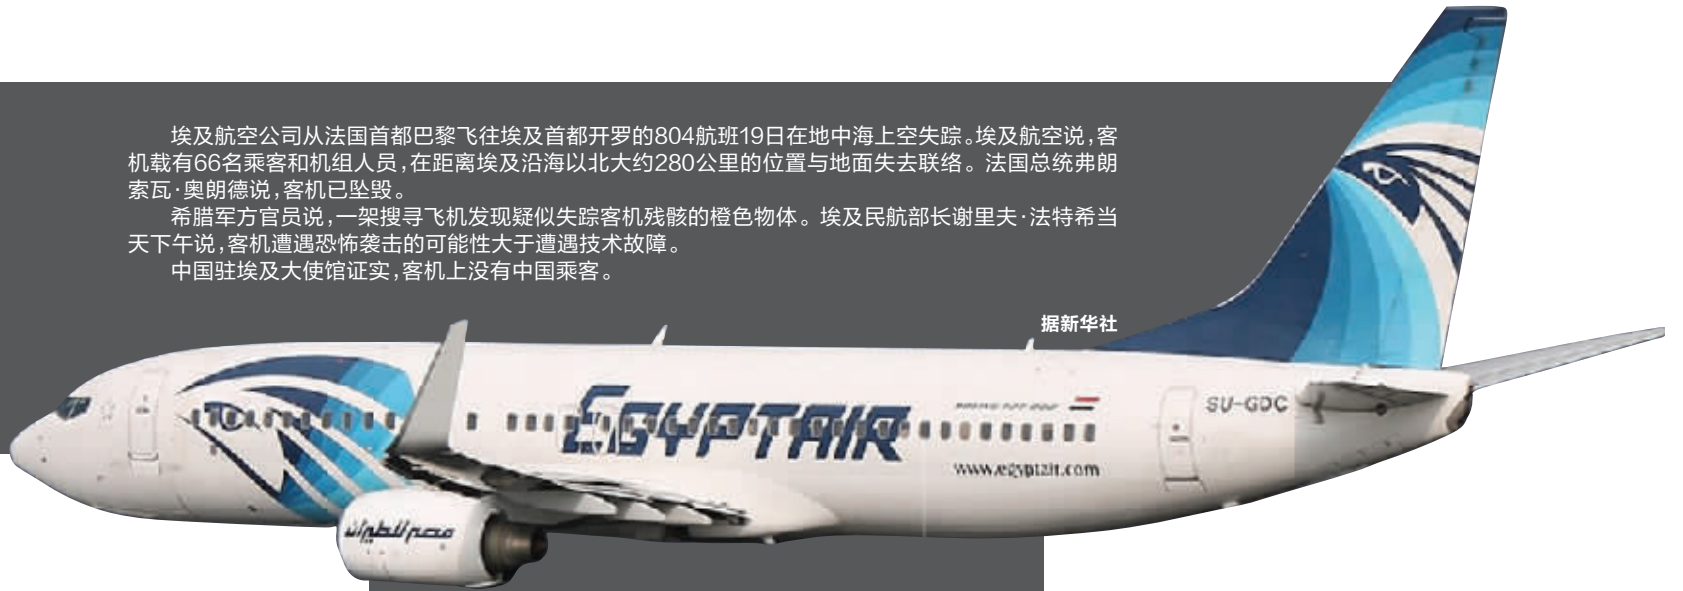 埃及航空公司从法国首都巴黎飞往埃及首都开罗的804航班19日在地中海上空失踪。埃及航空说,客
机载有66名乘客和机组人员,在距离埃及沿海以北大约280公里的位置与地面失去联络。法国总统弗朗
索瓦·奥朗德说,客机已坠毁。
希腊军方官员说,一架搜寻飞机发现疑似失踪客机残骸的橙色物体。埃及民航部长谢里夫·法特希当
天下午说,客机遭遇恐怖袭击的可能性大于遭遇技术故障。
中国驻埃及大使馆证实,客机上没有中国乘客。
据新华社
EGYPTAIR
SU-GDC
www.egyptair.com
مصر للطيران